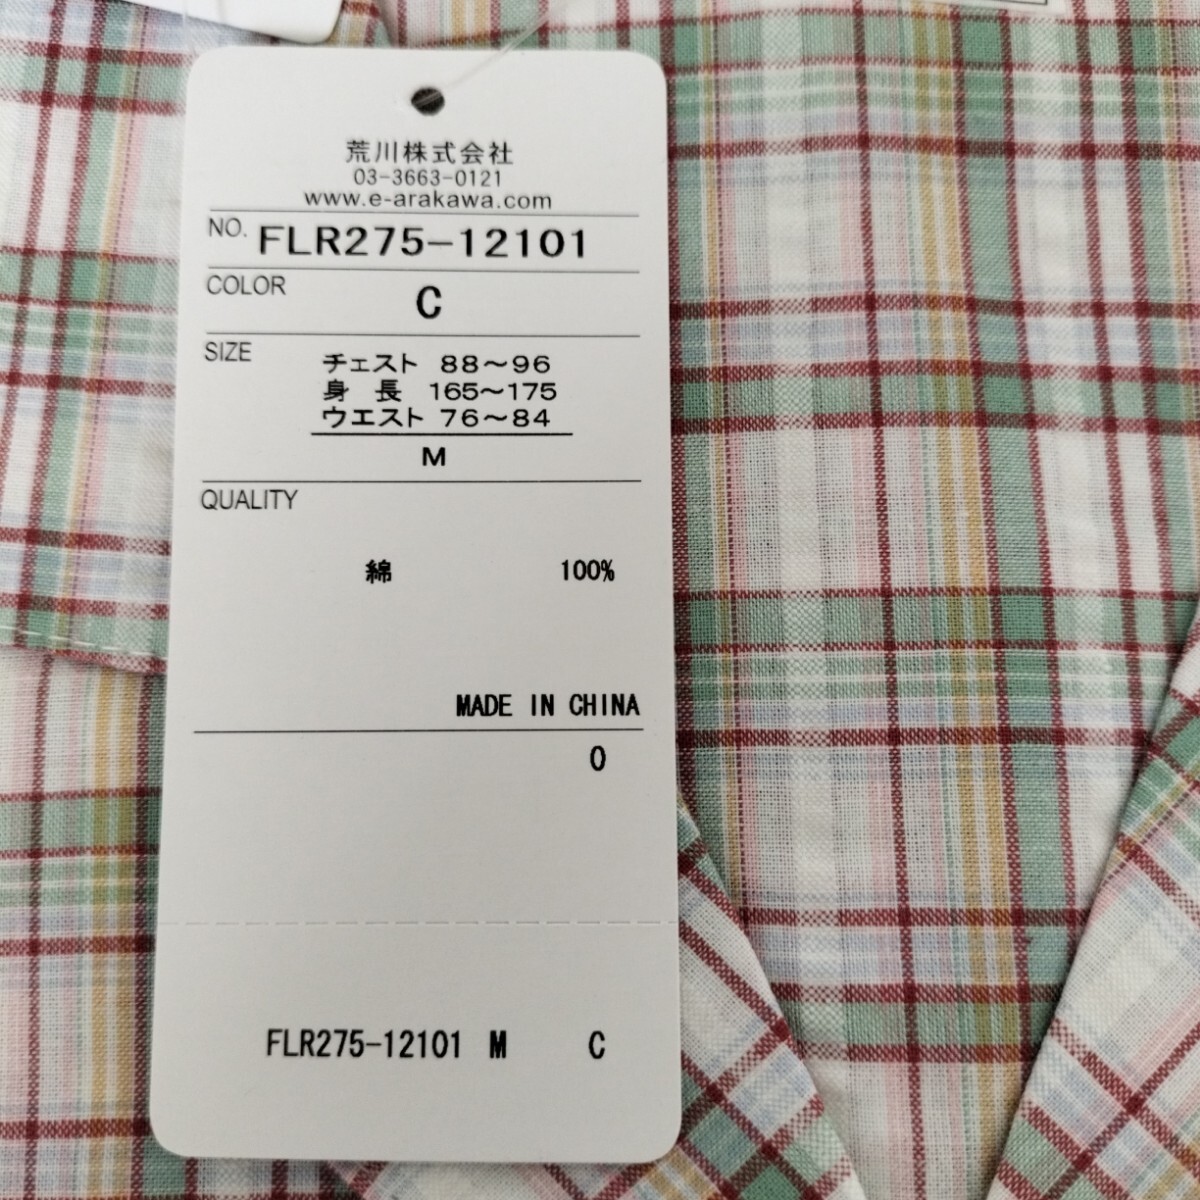 荒川株式会社
03-3663-0121
www.e-arakawa.com
NO. FLR275-12101
COLOR C
SIZE チェスト 88～96
身 長 165～175
ウエスト 76～84
M
QUALITY
綿 100%
MADE IN CHINA
0
FLR275-12101 M C